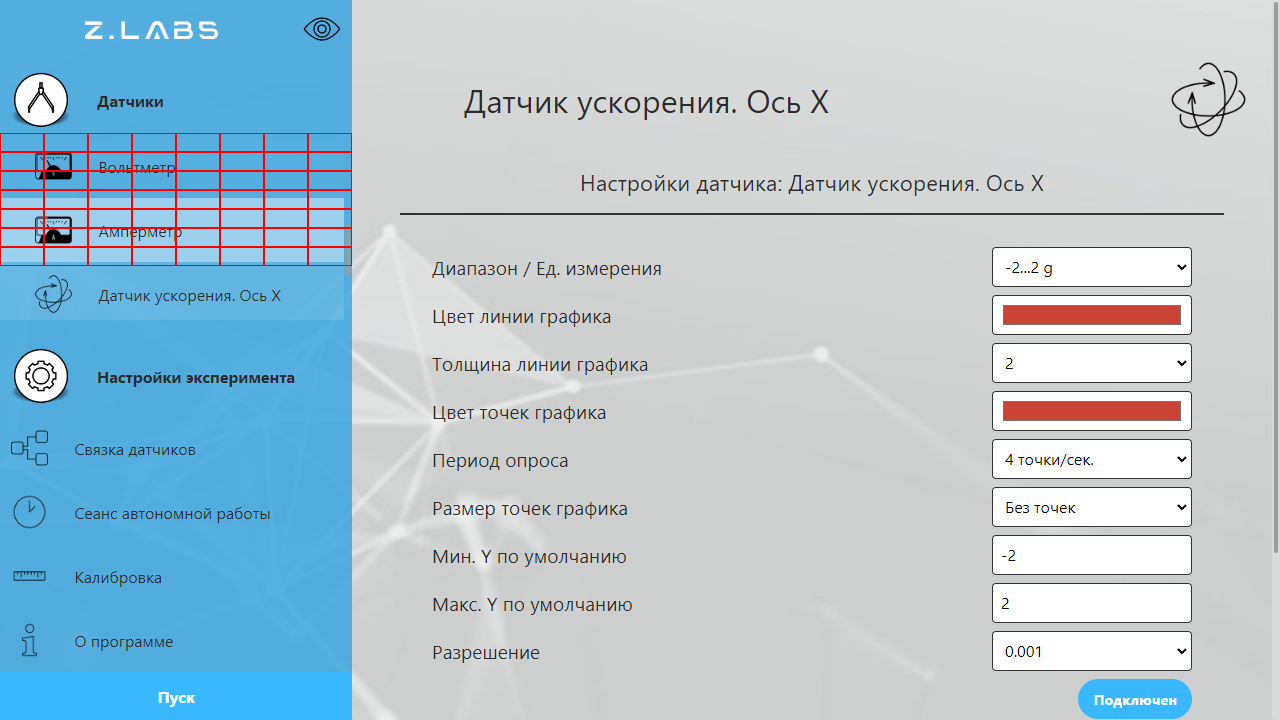 Z.LABS
Датчики
Вольтметр
Амперметр
Датчик ускорения. Ось X
Настройки эксперимента
Связка датчиков
Сеанс автономной работы
Калибровка
О программе
Пуск
Датчик ускорения. Ось X
Настройки датчика: Датчик ускорения. Ось X
Диапазон / Ед. измерения -2...2 g
Цвет линии графика
Толщина линии графика 2
Цвет точек графика
Период опроса 4 точки/сек.
Размер точек графика Без точек
Мин. Y по умолчанию -2
Макс. Y по умолчанию 2
Разрешение 0.001
Подключен